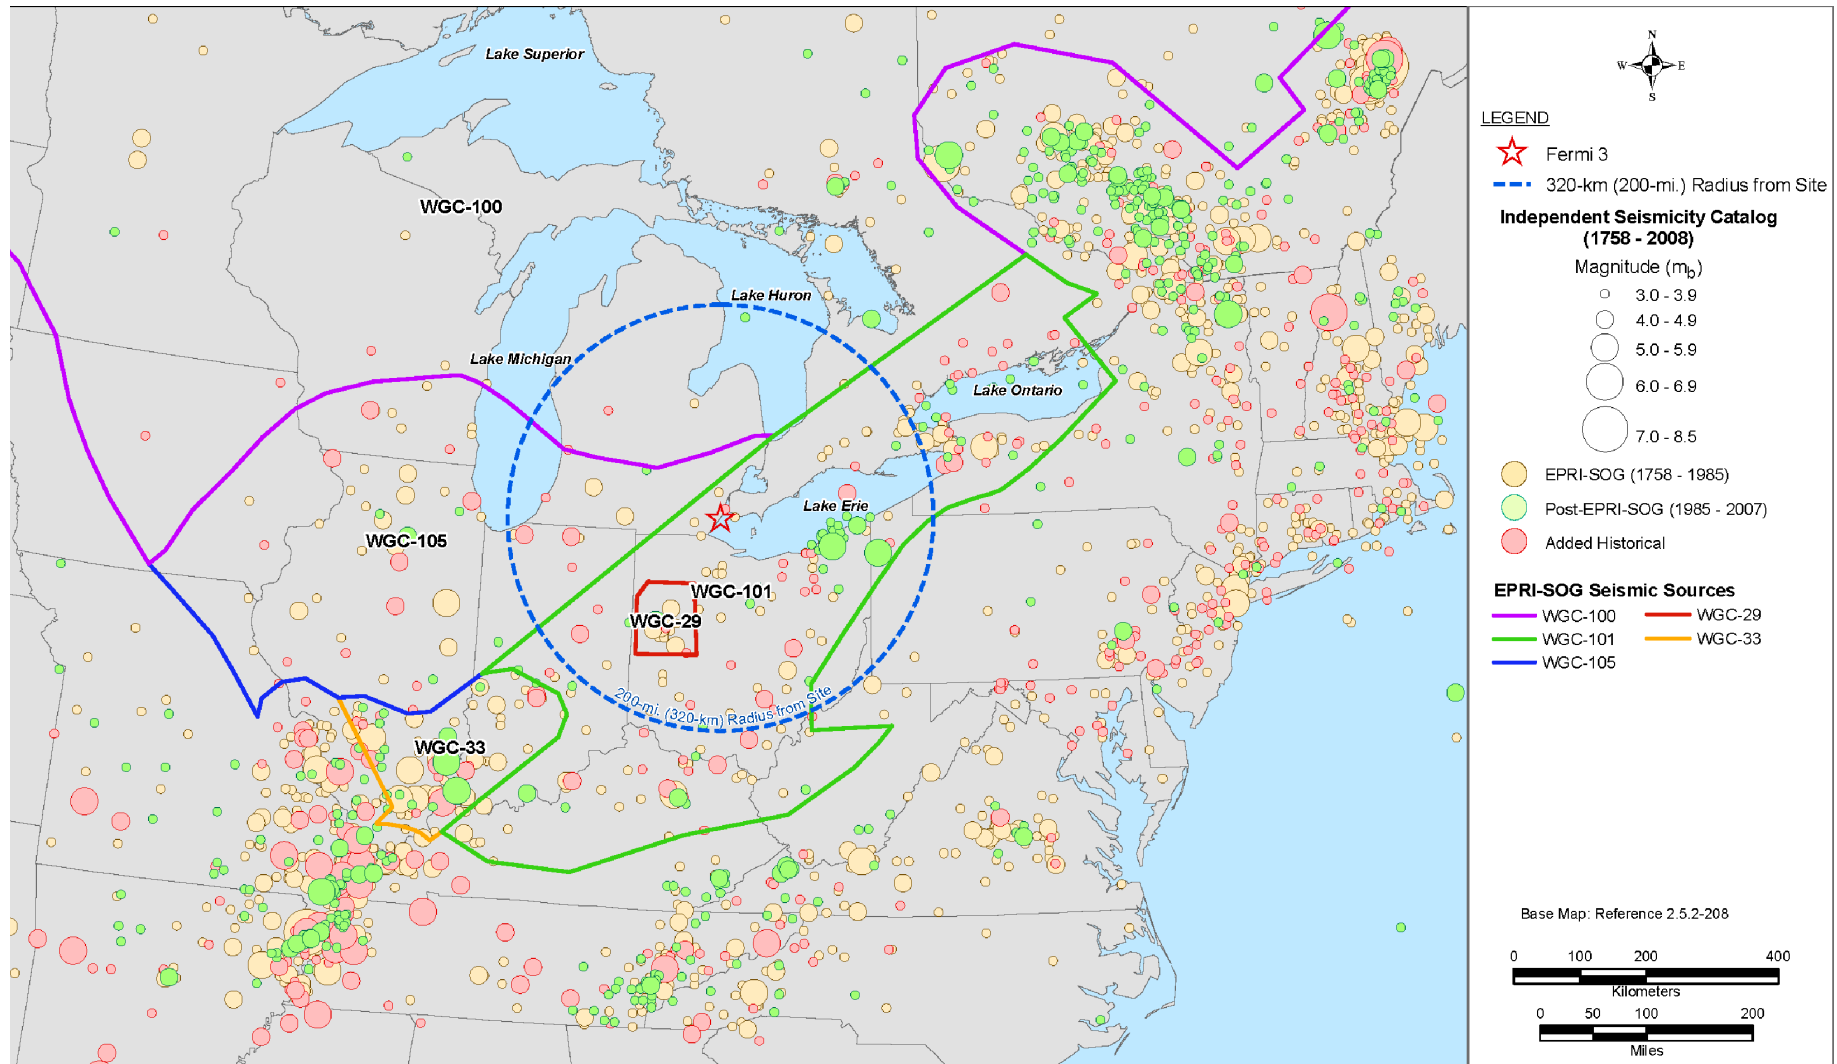 Lake Superior
WGC-100
Lake Huron
Lake Michigan
Lake Ontario
Lake Erie
WGC-105
WGC-101
WGC-29
200-mi. (320-km) Radius from Site
WGC-33
N
W E
S
LEGEND
Fermi 3
320-km (200-mi.) Radius from Site
Independent Seismicity Catalog
(1758 - 2008)
Magnitude (mb)
3.0 - 3.9
4.0 - 4.9
5.0 - 5.9
6.0 - 6.9
7.0 - 8.5
EPRI-SOG (1758 - 1985)
Post-EPRI-SOG (1985 - 2007)
Added Historical
EPRI-SOG Seismic Sources
WGC-100 WGC-29
WGC-101 WGC-33
WGC-105
Base Map: Reference 2.5.2-208
0 100 200 400
Kilometers
0 50 100 200
Miles